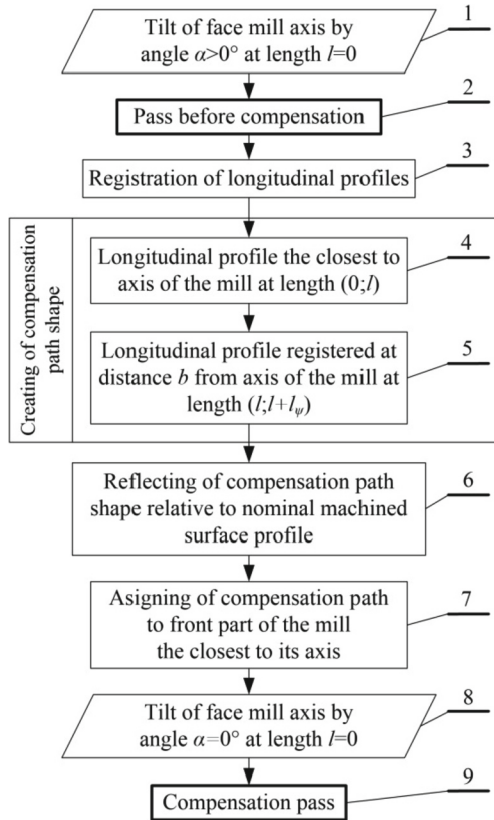 1
Tilt of face mill axis by
angle α>0° at length l=0
2
Pass before compensation
3
Registration of longitudinal profiles
Creating of compensation
path shape
4
Longitudinal profile the closest to
axis of the mill at length (0;l)
5
Longitudinal profile registered at
distance b from axis of the mill at
length (l;l+lψ)
6
Reflecting of compensation path
shape relative to nominal machined
surface profile
7
Asigning of compensation path
to front part of the mill
the closest to its axis
8
Tilt of face mill axis by
angle α=0° at length l=0
9
Compensation pass